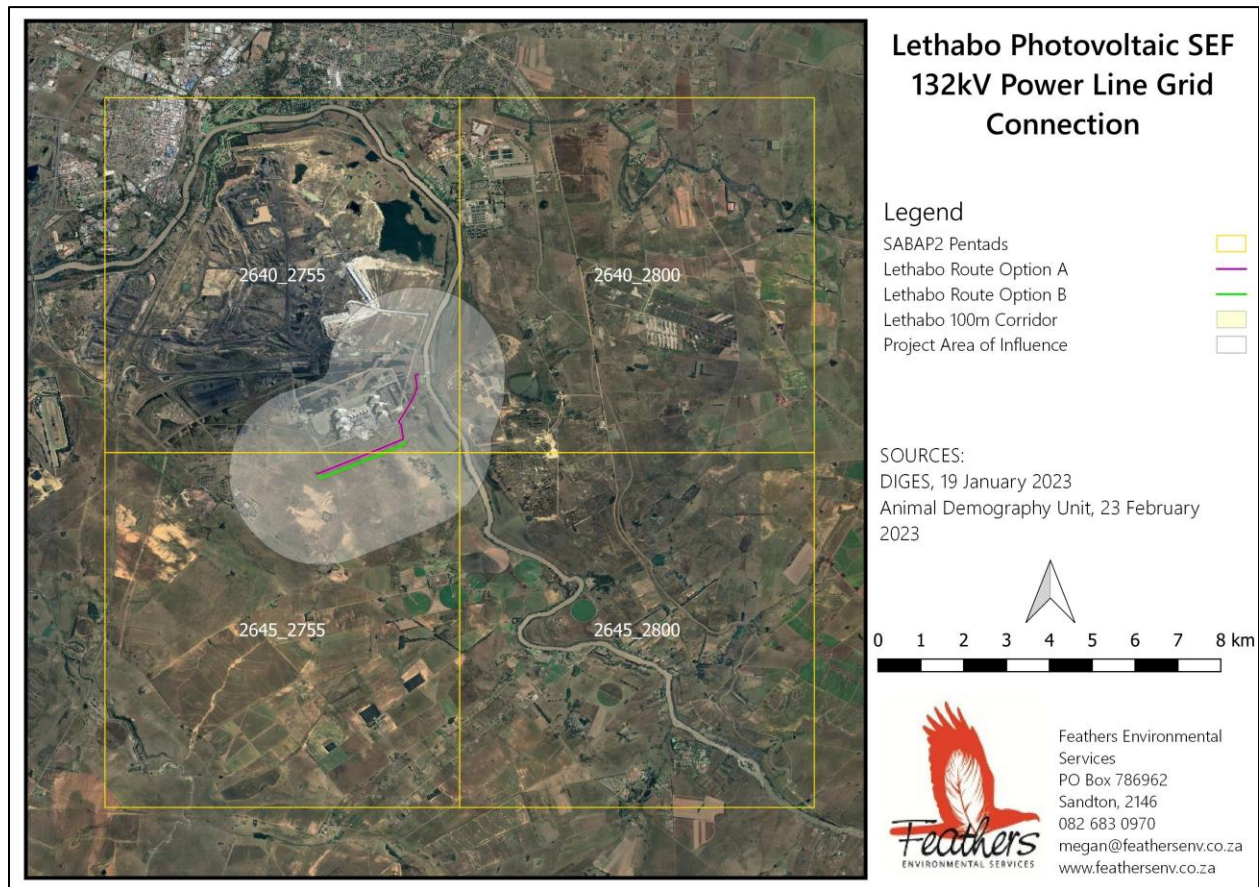 Lethabo Photovoltaic SEF
132kV Power Line Grid
Connection
Legend
SABAP2 Pentads
Lethabo Route Option A
Lethabo Route Option B
Lethabo 100m Corridor
Project Area of Influence
2640_2755
2640_2800
2645_2755
2645_2800
SOURCES:
DIGES, 19 January 2023
Animal Demography Unit, 23 February
2023
0 1 2 3 4 5 6 7 8 km
Feathers
ENVIRONMENTAL SERVICES
Feathers Environmental
Services
PO Box 786962
Sandton, 2146
082 683 0970
megan@feathersenv.co.za
www.feathersenv.co.za